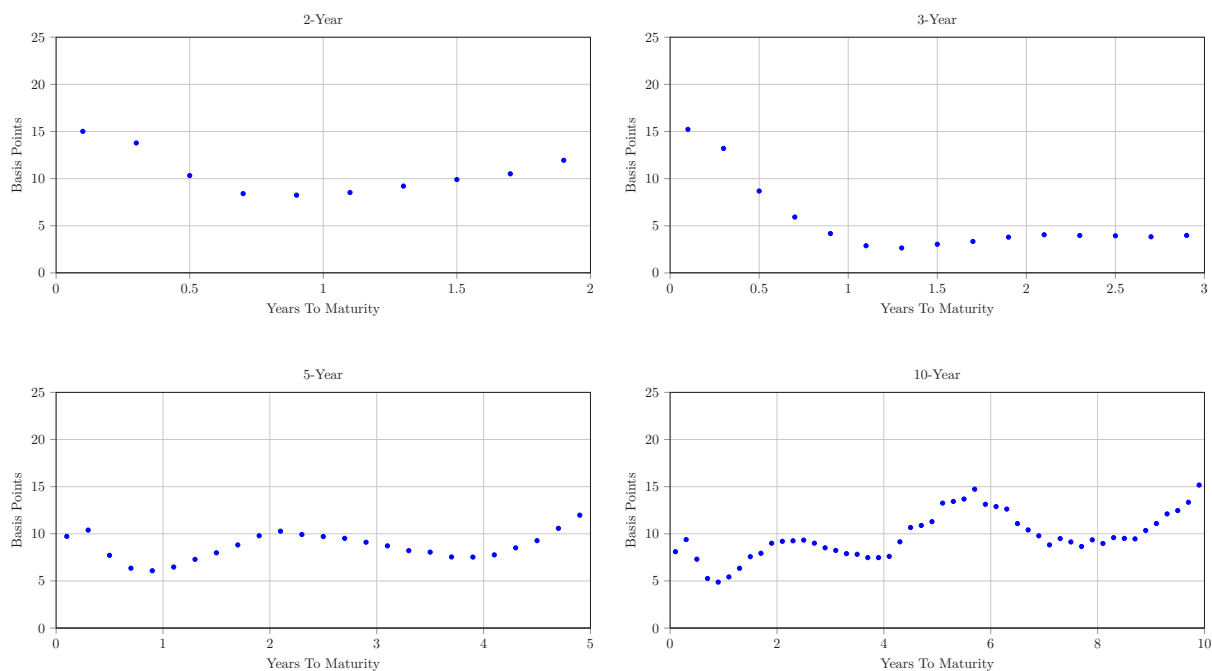 2-Year
25
20
15
10
5
0
Basis Points
0 0.5 1 1.5 2
Years To Maturity
3-Year
25
20
15
10
5
0
Basis Points
0 0.5 1 1.5 2 2.5 3
Years To Maturity
5-Year
25
20
15
10
5
0
Basis Points
0 1 2 3 4 5
Years To Maturity
10-Year
25
20
15
10
5
0
Basis Points
0 2 4 6 8 10
Years To Maturity